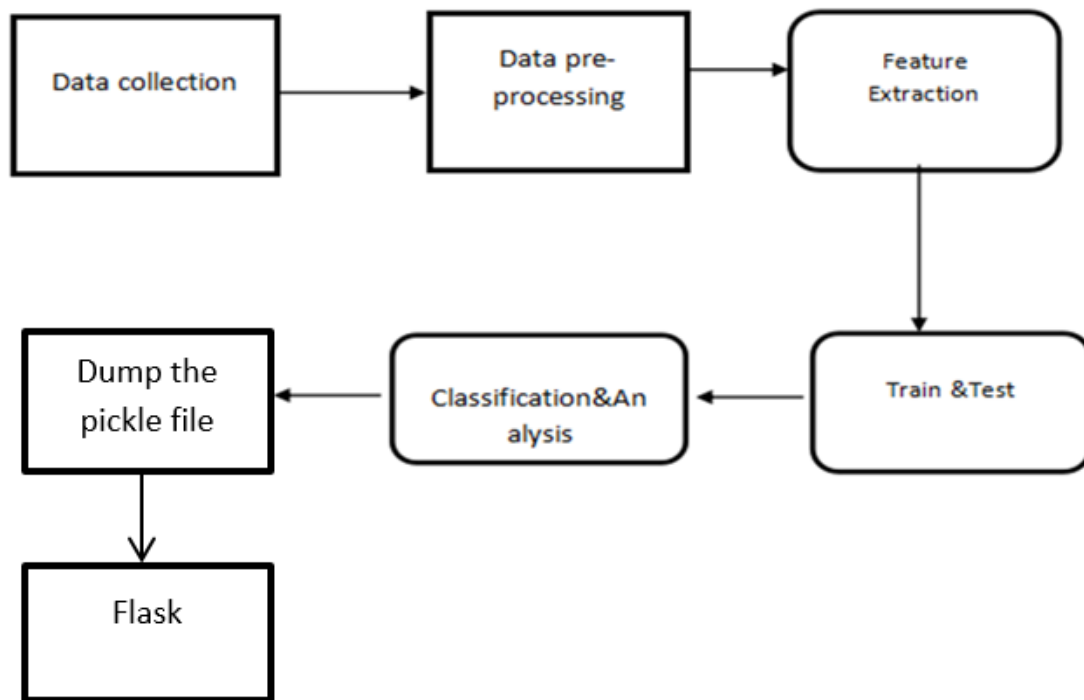 Data collection
Data pre-
processing
Feature
Extraction
Train &Test
Classification&An
alysis
Dump the
pickle file
Flask